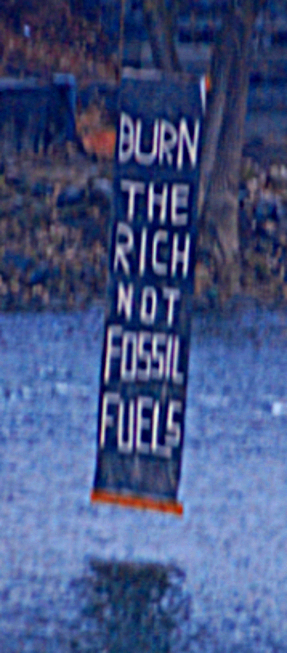 BURN
THE
RICH
NOT
FOSSIL
FUELS